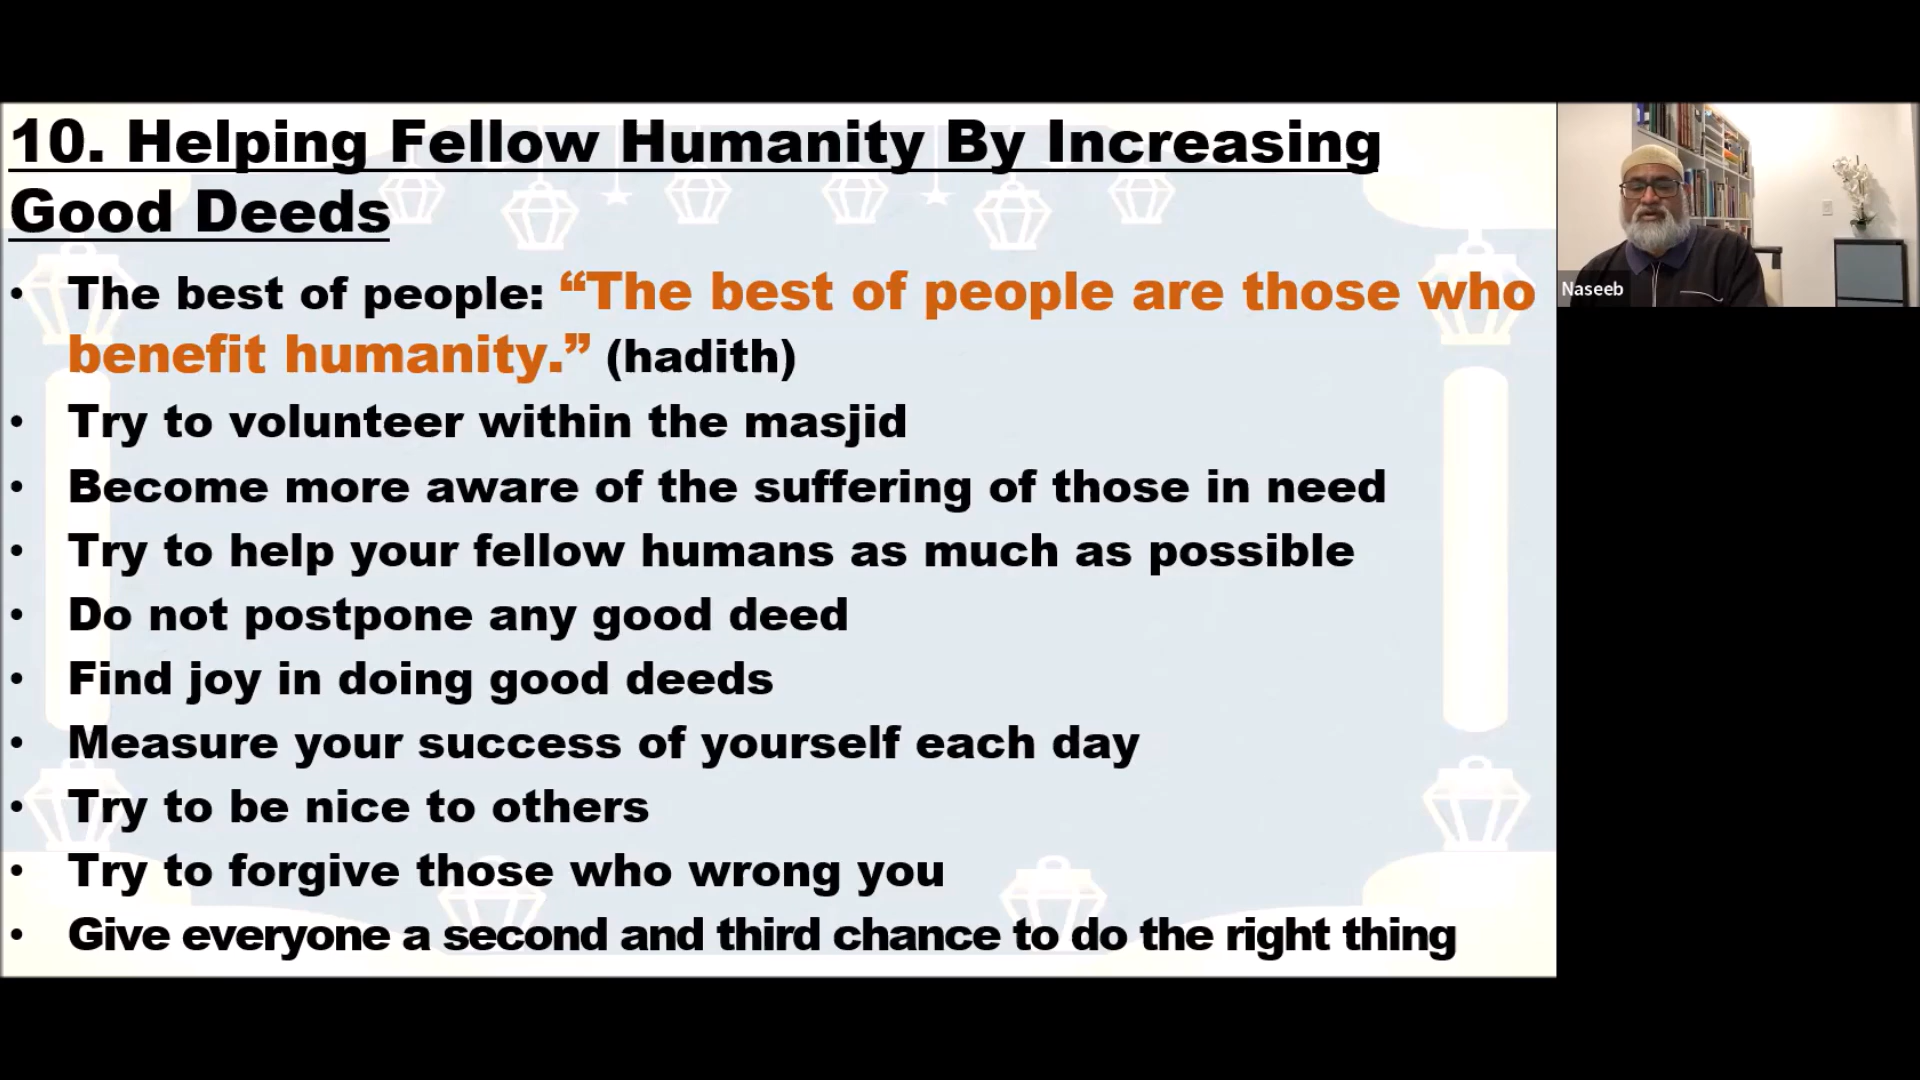 10. Helping Fellow Humanity By Increasing
Good Deeds
• The best of people: “The best of people are those who
benefit humanity.” (hadith)
• Try to volunteer within the masjid
• Become more aware of the suffering of those in need
• Try to help your fellow humans as much as possible
• Do not postpone any good deed
• Find joy in doing good deeds
• Measure your success of yourself each day
• Try to be nice to others
• Try to forgive those who wrong you
• Give everyone a second and third chance to do the right thing
Naseeb